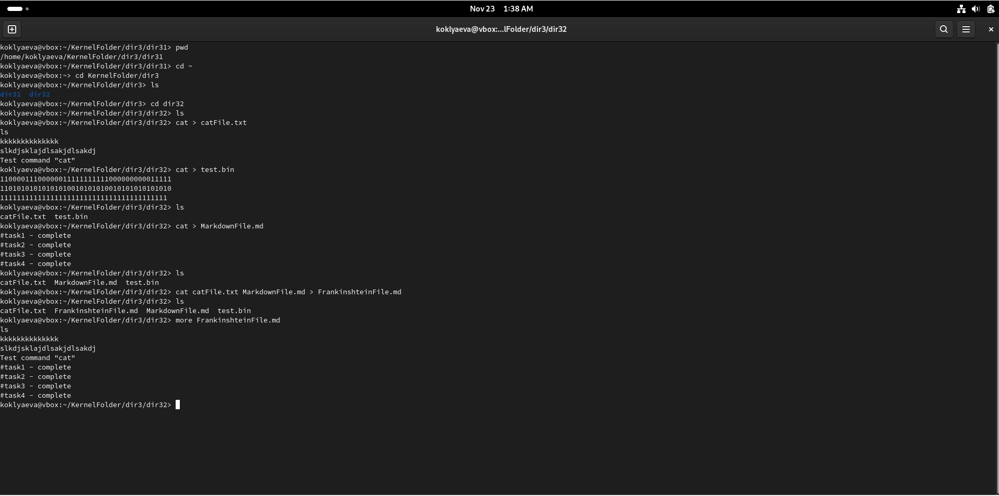 Nov 23 1:38 AM
koklyaeva@vbox:...lFolder/dir3/dir32
koklyaeva@vbox:~/KernelFolder/dir3/dir31> pwd
/home/koklyaeva/KernelFolder/dir3/dir31
koklyaeva@vbox:~/KernelFolder/dir3/dir31> cd ~
koklyaeva@vbox:~> cd KernelFolder/dir3
koklyaeva@vbox:~/KernelFolder/dir3> ls
dir31  dir32
koklyaeva@vbox:~/KernelFolder/dir3> cd dir32
koklyaeva@vbox:~/KernelFolder/dir3/dir32> ls
koklyaeva@vbox:~/KernelFolder/dir3/dir32> cat > catFile.txt
ls
kkkkkkkkkkkkkk
slkdjsklajdlsakjdlsakdj
Test command "cat"
koklyaeva@vbox:~/KernelFolder/dir3/dir32> cat > test.bin
11000011100000011111111111000000000011111
11010101010101010010101010010101010101010
1111111111111111111111111111111111111111
koklyaeva@vbox:~/KernelFolder/dir3/dir32> ls
catFile.txt  test.bin
koklyaeva@vbox:~/KernelFolder/dir3/dir32> cat > MarkdownFile.md
#task1 - complete
#task2 - complete
#task3 - complete
#task4 - complete
koklyaeva@vbox:~/KernelFolder/dir3/dir32> ls
catFile.txt  MarkdownFile.md  test.bin
koklyaeva@vbox:~/KernelFolder/dir3/dir32> cat catFile.txt MarkdownFile.md > FrankinshteinFile.md
koklyaeva@vbox:~/KernelFolder/dir3/dir32> ls
catFile.txt  FrankinshteinFile.md  MarkdownFile.md  test.bin
koklyaeva@vbox:~/KernelFolder/dir3/dir32> more FrankinshteinFile.md
ls
kkkkkkkkkkkkkk
slkdjsklajdlsakjdlsakdj
Test command "cat"
#task1 - complete
#task2 - complete
#task3 - complete
#task4 - complete
koklyaeva@vbox:~/KernelFolder/dir3/dir32>